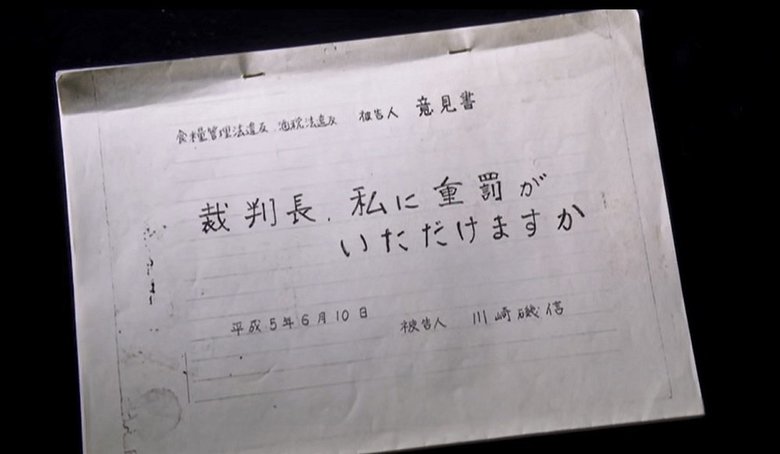 食糧管理法違反、酒税法違反　被告人　意見書
裁判長、私に重罰が
いただけますか
平成5年6月10日　被告人　川崎磯信